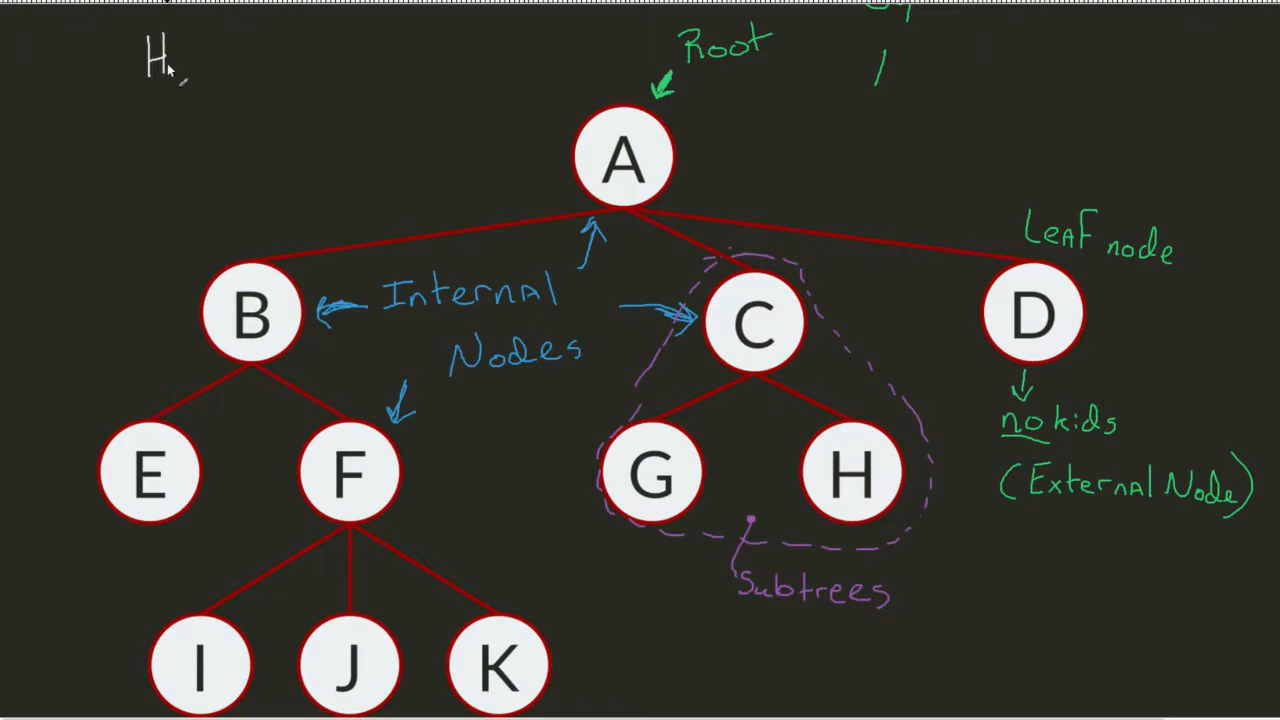 H
Root
A
Leaf node
B
Internal
Nodes
C
D
no kids
(External Node)
E
F
G
H
Subtrees
I
J
K